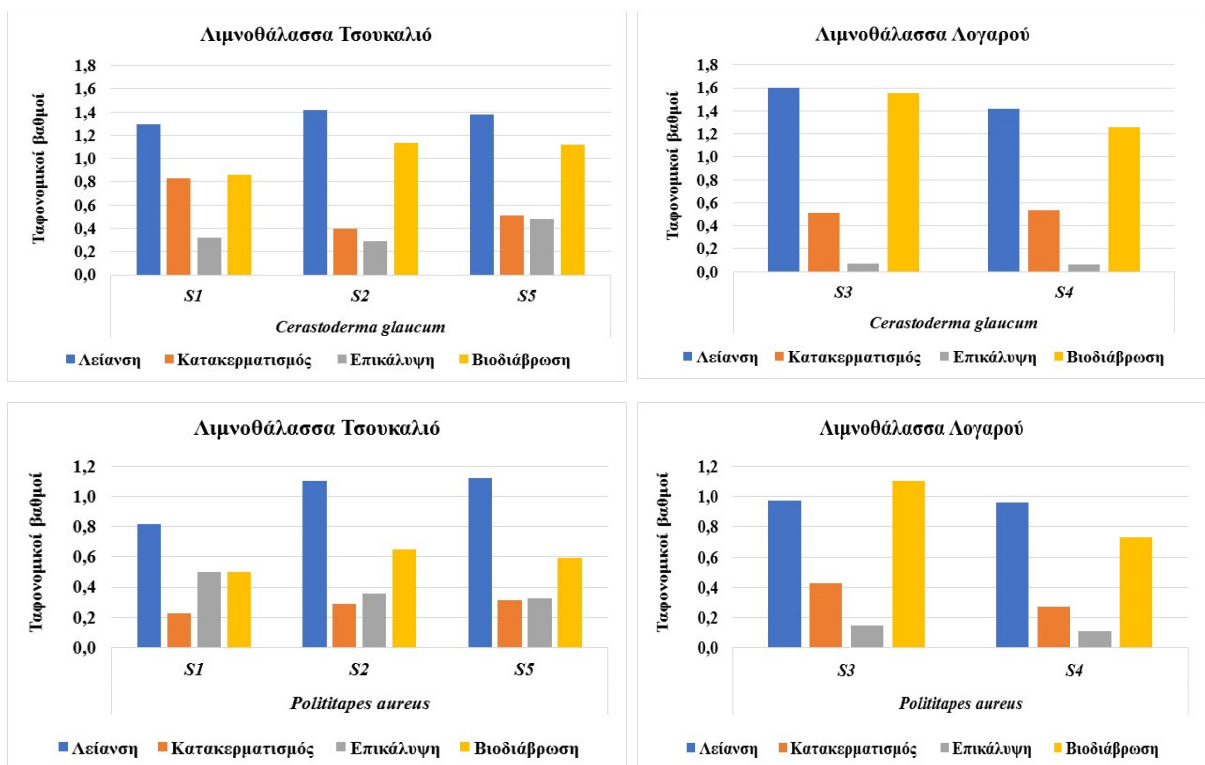 Λιμνοθάλασσα Τσουκαλιό
Ταφονομικοί βαθμοί
1,8
1,6
1,4
1,2
1,0
0,8
0,6
0,4
0,2
0,0
S1 S2 S5
Cerastoderma glaucum
Λείανση Κατακερματισμός Επικάλυψη Βιοδιάβρωση
Λιμνοθάλασσα Λογαρού
Ταφονομικοί βαθμοί
1,8
1,6
1,4
1,2
1,0
0,8
0,6
0,4
0,2
0,0
S3 S4
Cerastoderma glaucum
Λείανση Κατακερματισμός Επικάλυψη Βιοδιάβρωση
Λιμνοθάλασσα Τσουκαλιό
Ταφονομικοί βαθμοί
1,2
1,0
0,8
0,6
0,4
0,2
0,0
S1 S2 S5
Polititapes aureus
Λείανση Κατακερματισμός Επικάλυψη Βιοδιάβρωση
Λιμνοθάλασσα Λογαρού
Ταφονομικοί βαθμοί
1,2
1,0
0,8
0,6
0,4
0,2
0,0
S3 S4
Polititapes aureus
Λείανση Κατακερματισμός Επικάλυψη Βιοδιάβρωση